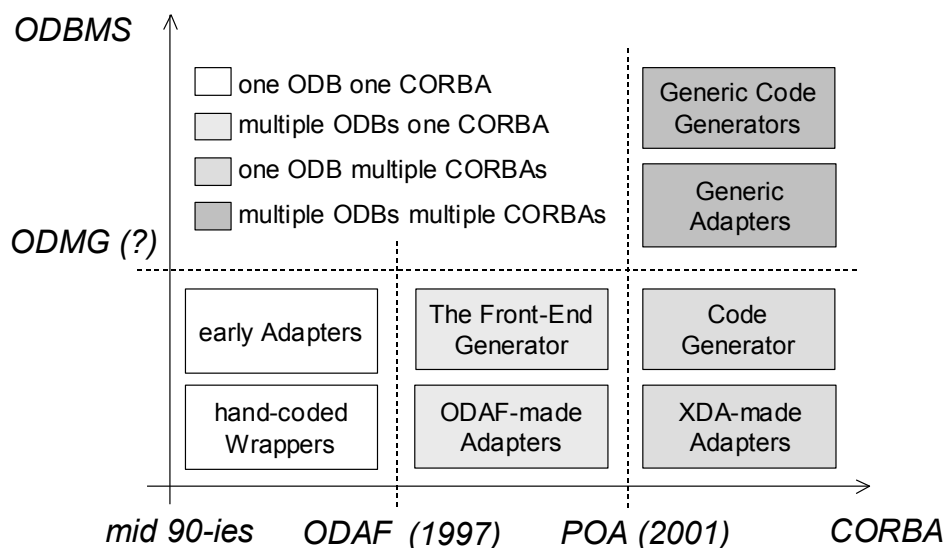 ODBMS
one ODB one CORBA
multiple ODBs one CORBA
one ODB multiple CORBAs
multiple ODBs multiple CORBAs
Generic Code
Generators
Generic
Adapters
ODMG (?)
early Adapters
The Front-End
Generator
Code
Generator
hand-coded
Wrappers
ODAF-made
Adapters
XDA-made
Adapters
mid 90-ies
ODAF (1997)
POA (2001)
CORBA